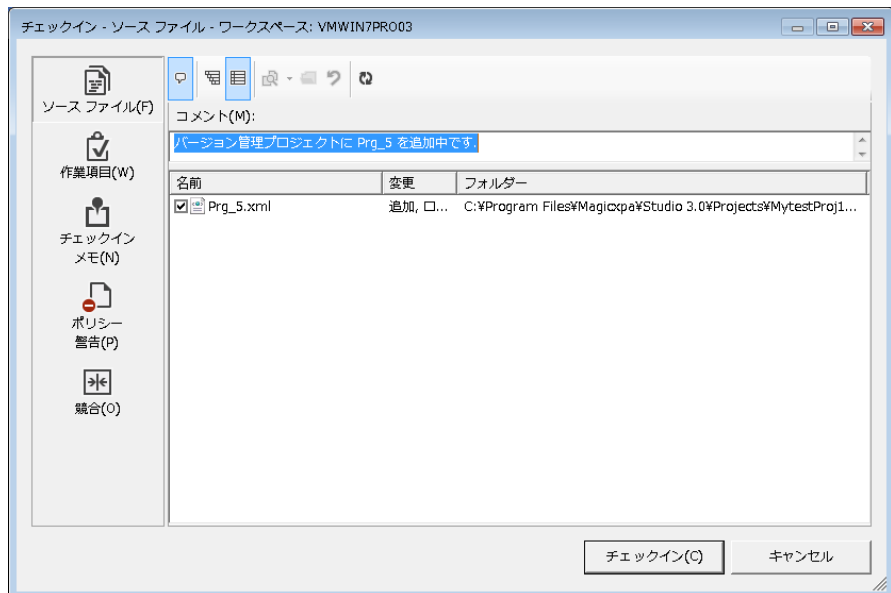 チェックイン - ソース ファイル - ワークスペース: VMWIN7PRO03
ソース ファイル(F)
作業項目(W)
チェックイン
メモ(N)
ポリシー
警告(P)
競合(O)
コメント(M):
バージョン管理プロジェクトに Prg_5 を追加中です.
名前 変更 フォルダー
Prg_5.xml 追加, ロ... C:¥Program Files¥Magicxpa¥Studio 3.0¥Projects¥MytestProj1...
チェックイン(C) キャンセル